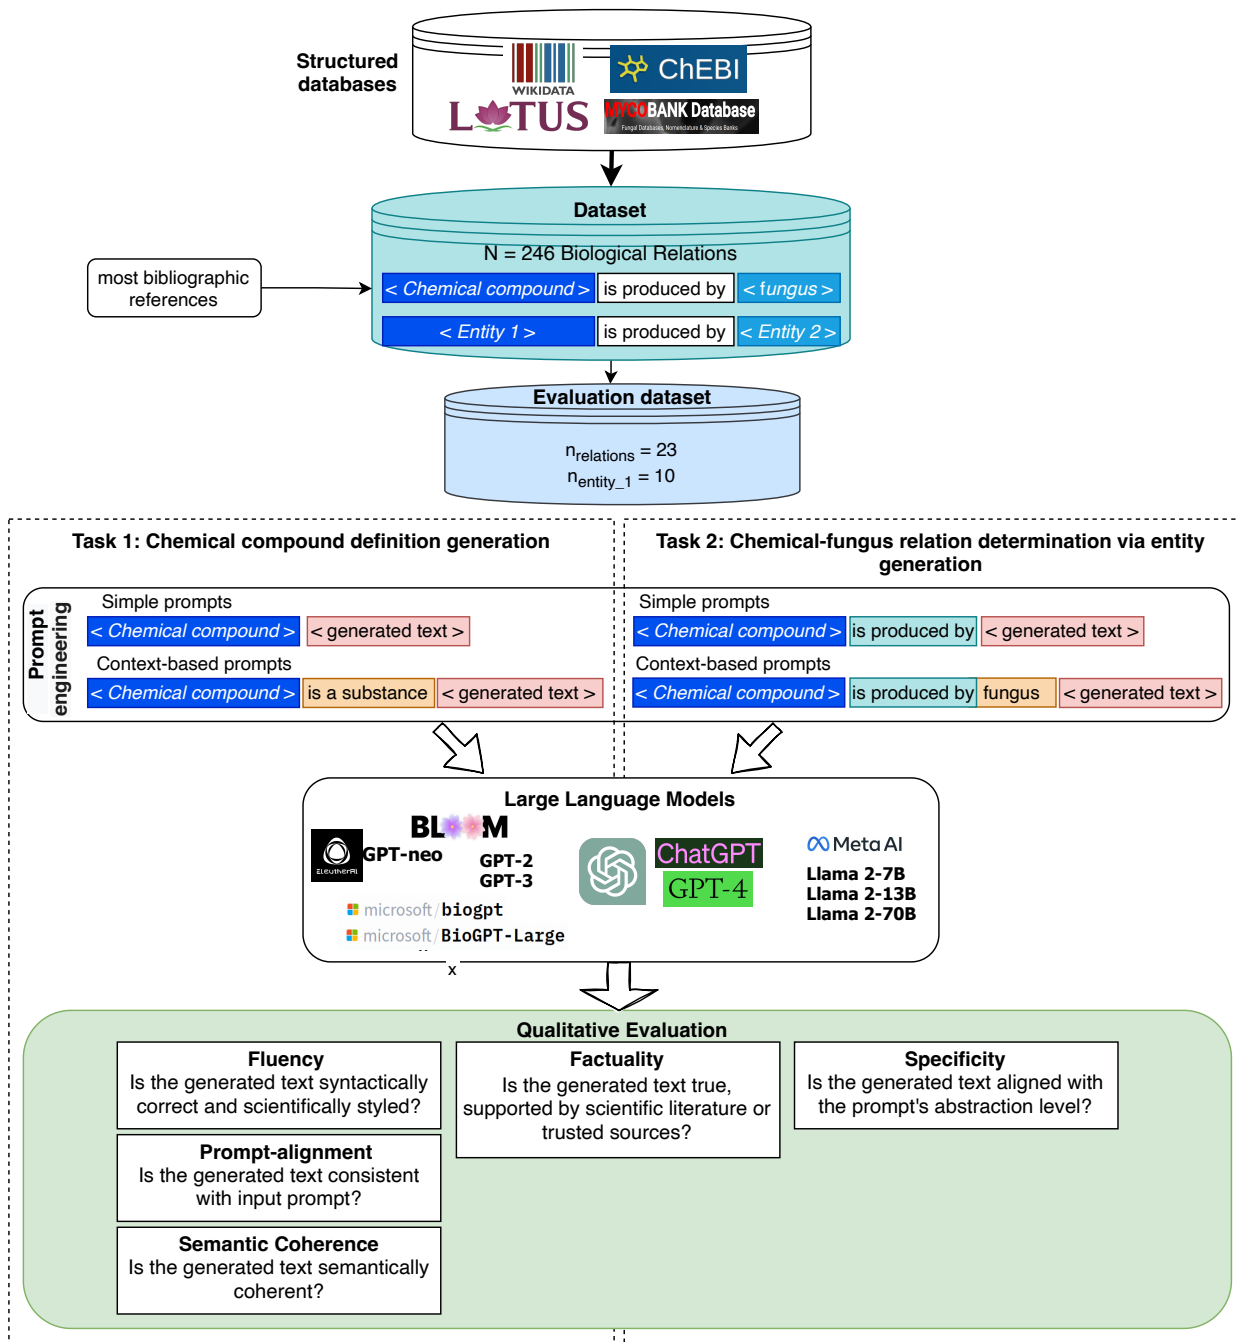 Structured
databases
WIKIDATA
ChEBI
LOTUS
MYCOBANK Database
Fungal Databases, Nomenclature & Species Banks
Dataset
N = 246 Biological Relations
most bibliographic
references
< Chemical compound > is produced by < fungus >
< Entity 1 > is produced by < Entity 2 >
Evaluation dataset
n_relations = 23
n_entity_1 = 10
Task 1: Chemical compound definition generation
Task 2: Chemical-fungus relation determination via entity
generation
Prompt
engineering
Simple prompts
< Chemical compound > < generated text >
Context-based prompts
< Chemical compound > is a substance < generated text >
Simple prompts
< Chemical compound > is produced by < generated text >
Context-based prompts
< Chemical compound > is produced by fungus < generated text >
Large Language Models
BLOOM
EleutherAI
GPT-neo
GPT-2
GPT-3
microsoft/biogpt
microsoft/BioGPT-Large
x
ChatGPT
GPT-4
Meta AI
Llama 2-7B
Llama 2-13B
Llama 2-70B
Qualitative Evaluation
Fluency
Is the generated text syntactically
correct and scientifically styled?
Prompt-alignment
Is the generated text consistent
with input prompt?
Semantic Coherence
Is the generated text semantically
coherent?
Factuality
Is the generated text true,
supported by scientific literature or
trusted sources?
Specificity
Is the generated text aligned with
the prompt's abstraction level?